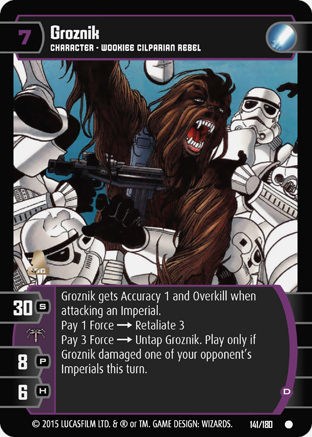 7
Groznik
CHARACTER • WOOKIEE CILPARIAN REBEL
30 S
Groznik gets Accuracy 1 and Overkill when
attacking an Imperial.
Pay 1 Force → Retaliate 3
Pay 3 Force → Untap Groznik. Play only if
8 P
Groznik damaged one of your opponent's
Imperials this turn.
6 H
D
© 2015 LUCASFILM LTD. & ® or TM. GAME DESIGN: WIZARDS.
141/180